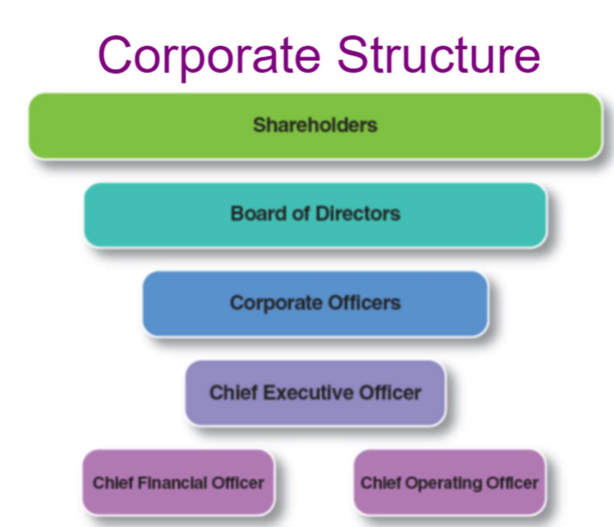 Corporate Structure
Shareholders
Board of Directors
Corporate Officers
Chief Executive Officer
Chief Financial Officer
Chief Operating Officer